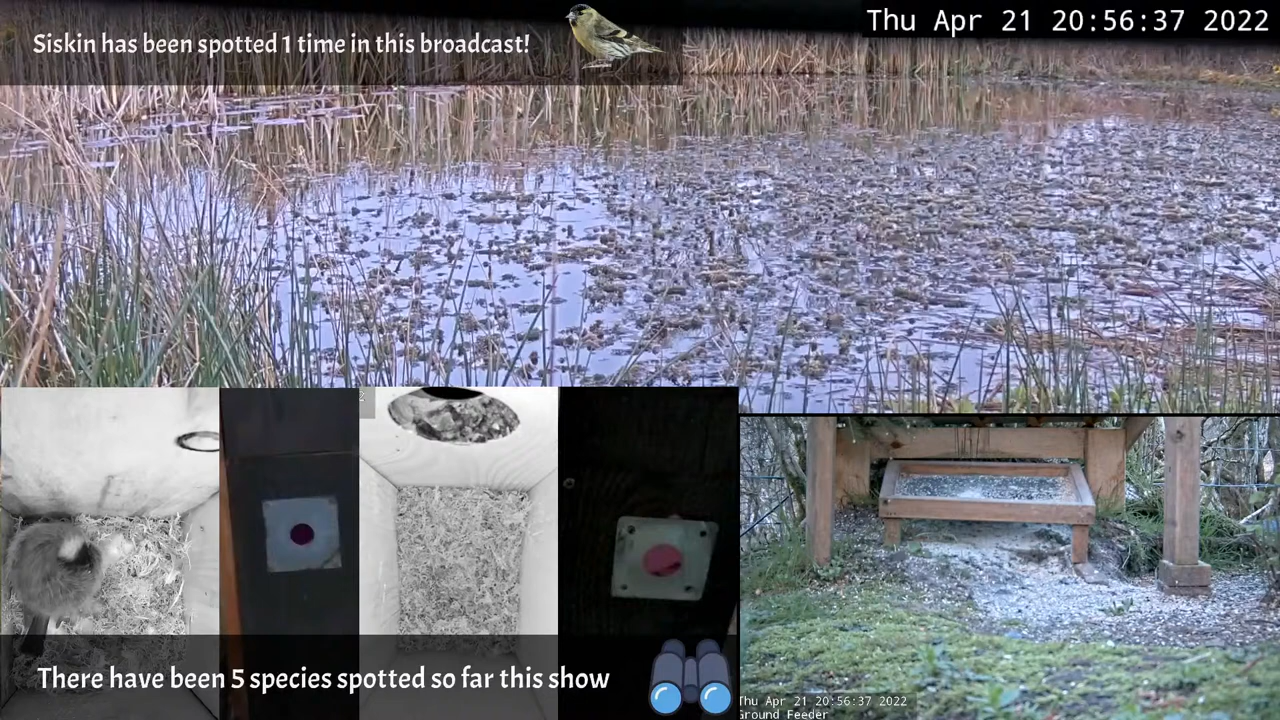 Siskin has been spotted 1 time in this broadcast!
Thu Apr 21 20:56:37 2022
2
There have been 5 species spotted so far this show
Thu Apr 21 20:56:37 2022
Ground Feeder